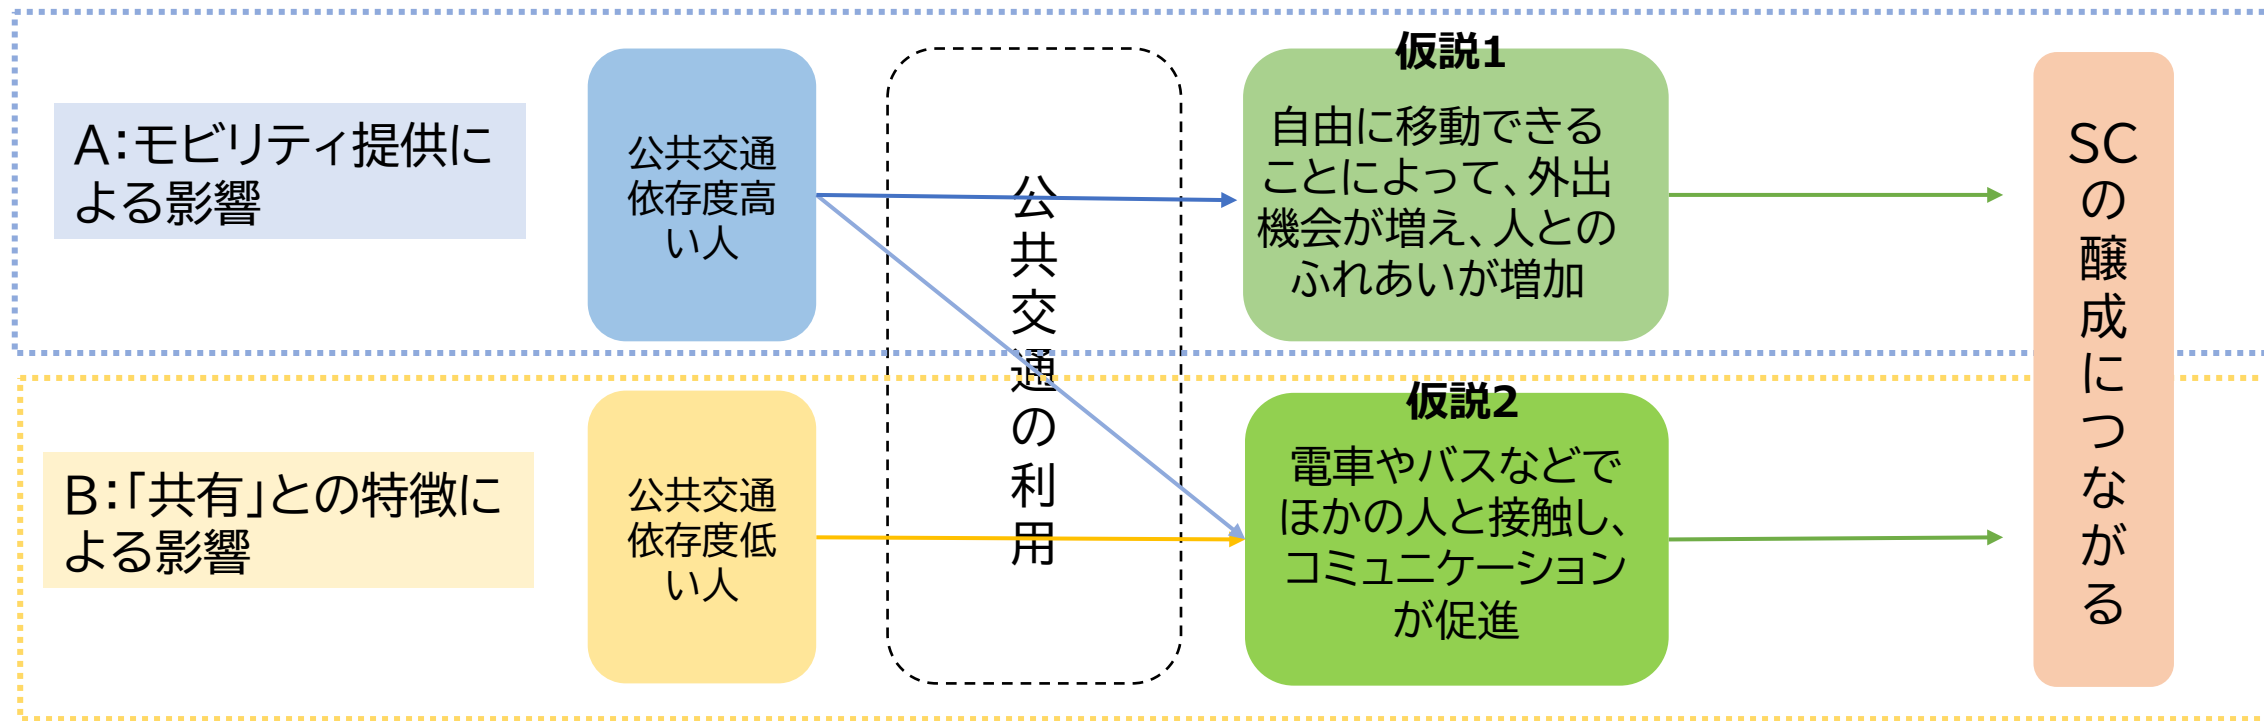 A:モビリティ提供に
よる影響
公共交通
依存度高
い人
公共交通の利用
仮説1
自由に移動できる
ことによって、外出
機会が増え、人との
ふれあいが増加
SCの醸成につながる
B:「共有」との特徴に
よる影響
公共交通
依存度低
い人
仮説2
電車やバスなどで
ほかの人と接触し、
コミュニケーション
が促進